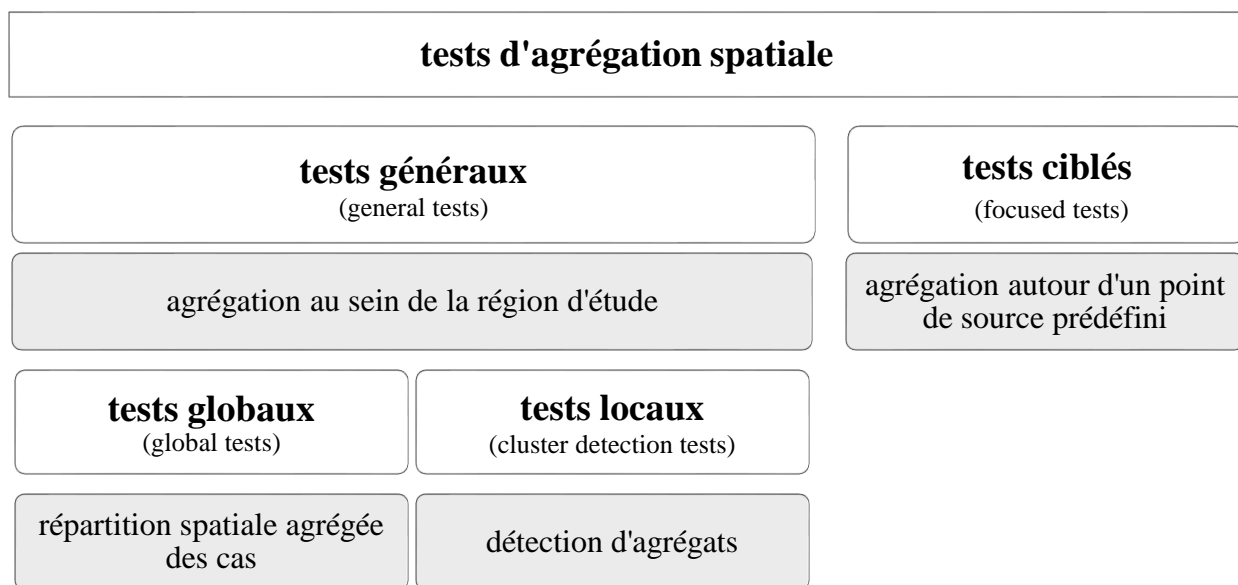 tests d'agrégation spatiale
tests généraux
(general tests)
tests ciblés
(focused tests)
agrégation au sein de la région d'étude
agrégation autour d'un point
de source prédéfini
tests globaux
(global tests)
tests locaux
(cluster detection tests)
répartition spatiale agrégée
des cas
détection d'agrégats